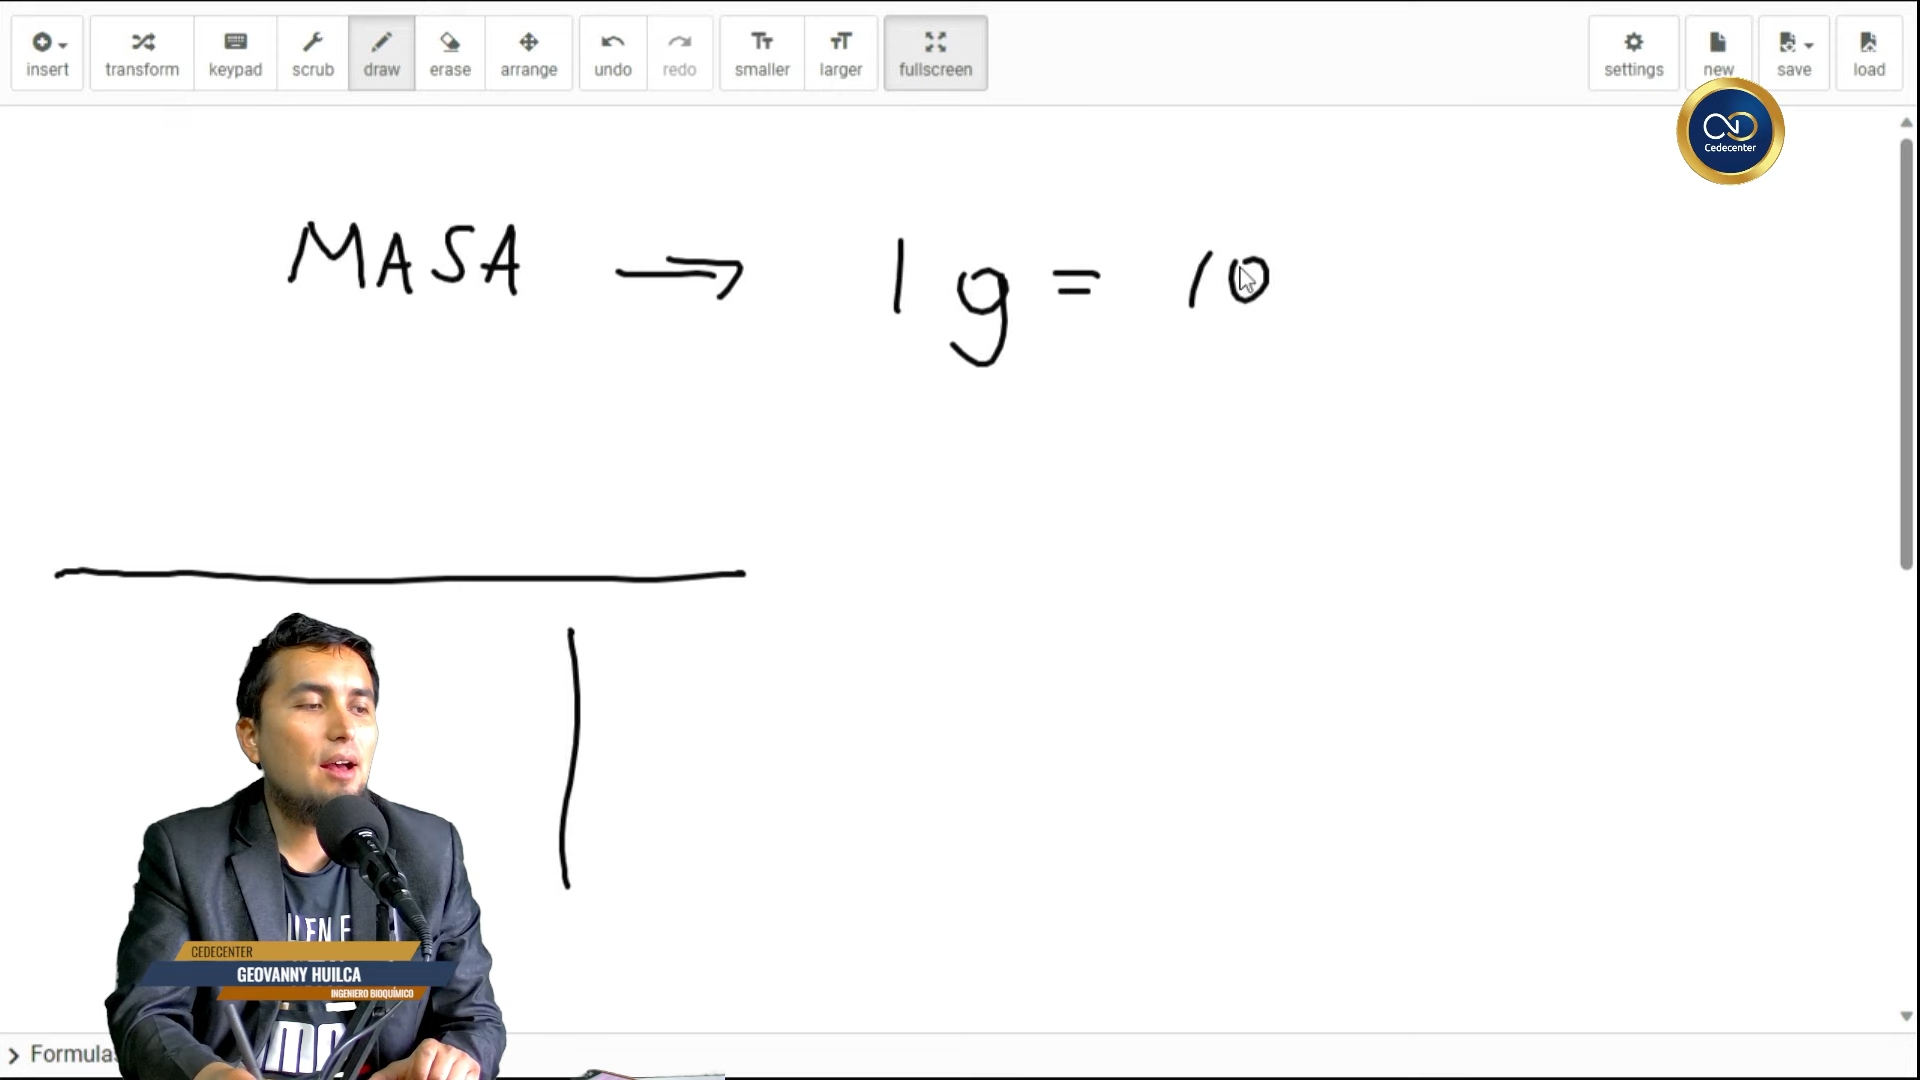 insert transform keypad scrub draw erase arrange undo redo smaller larger fullscreen settings new save load
Cedecenter
MASA → 1 g = 10
CEDECENTER
GEOVANNY HUILCA
INGENIERO BIOQUÍMICO
Formulas